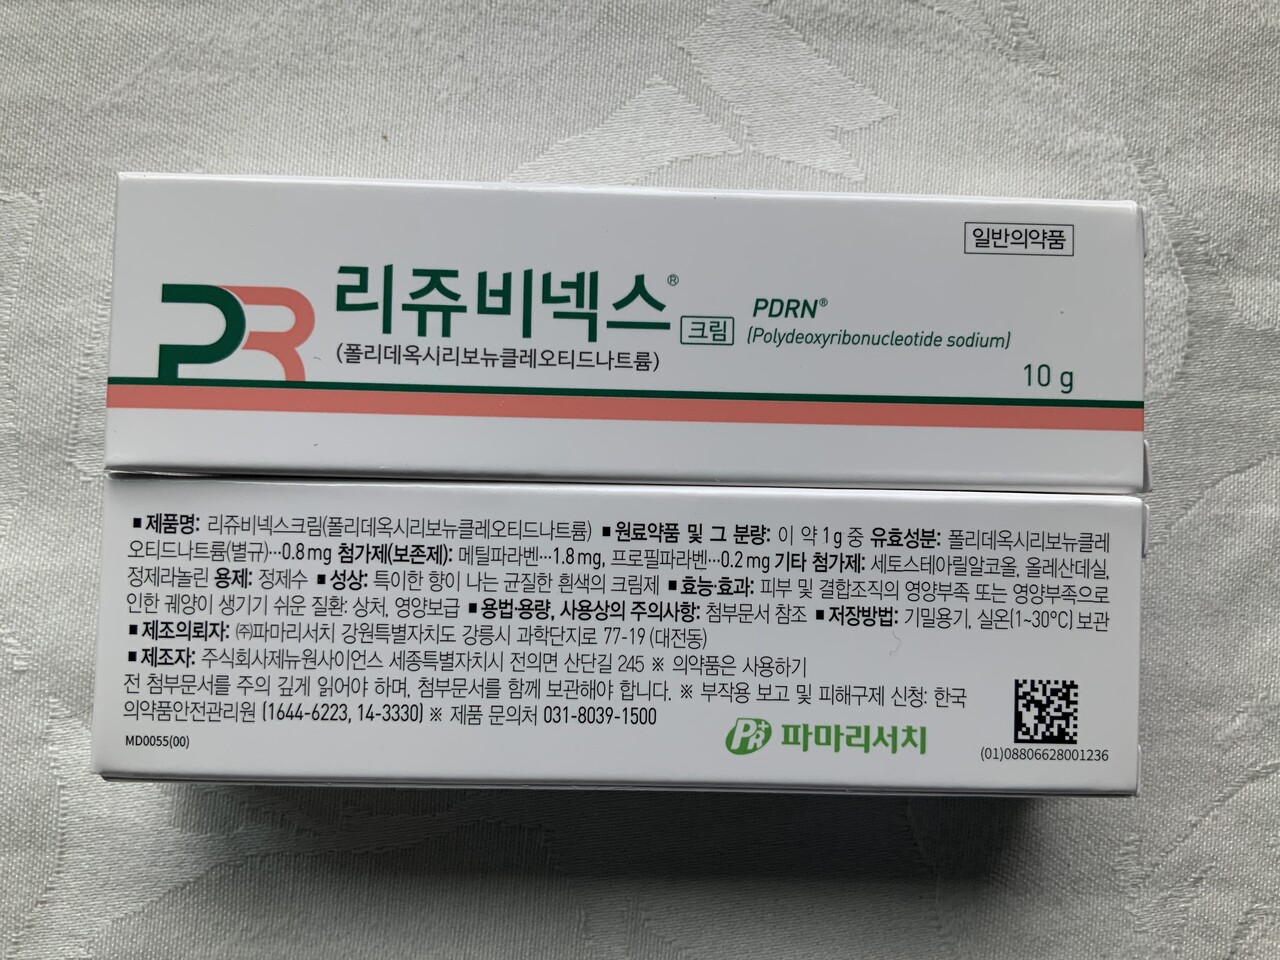 일반의약품
PR
리쥬비넥스®
크림
PDRN®
(Polydeoxyribonucleotide sodium)
(폴리데옥시리보뉴클레오티드나트륨)
10 g
■ 제품명: 리쥬비넥스크림(폴리데옥시리보뉴클레오티드나트륨) ■ 원료약품 및 그 분량: 이 약 1 g 중 유효성분: 폴리데옥시리보뉴클레
오티드나트륨(별규)…0.8 mg 첨가제(보존제): 메틸파라벤…1.8 mg, 프로필파라벤…0.2 mg 기타 첨가제: 세토스테아릴알코올, 올레산데실,
정제라놀린 용제: 정제수 ■ 성상: 특이한 향이 나는 균질한 흰색의 크림제 ■ 효능·효과: 피부 및 결합조직의 영양부족 또는 영양부족으로
인한 궤양이 생기기 쉬운 질환: 상처, 영양보급 ■ 용법·용량, 사용상의 주의사항: 첨부문서 참조 ■ 저장방법: 기밀용기, 실온(1~30℃) 보관
■ 제조의뢰자: ㈜파마리서치 강원특별자치도 강릉시 과학단지로 77-19 (대전동)
■ 제조자: 주식회사제뉴원사이언스 세종특별자치시 전의면 산단길 245 ※ 의약품은 사용하기
전 첨부문서를 주의 깊게 읽어야 하며, 첨부문서를 함께 보관해야 합니다. ※ 부작용 보고 및 피해구제 신청: 한국
의약품안전관리원 (1644-6223, 14-3330) ※ 제품 문의처 031-8039-1500
MD0055(00)
PR 파마리서치
(01)08806628001236